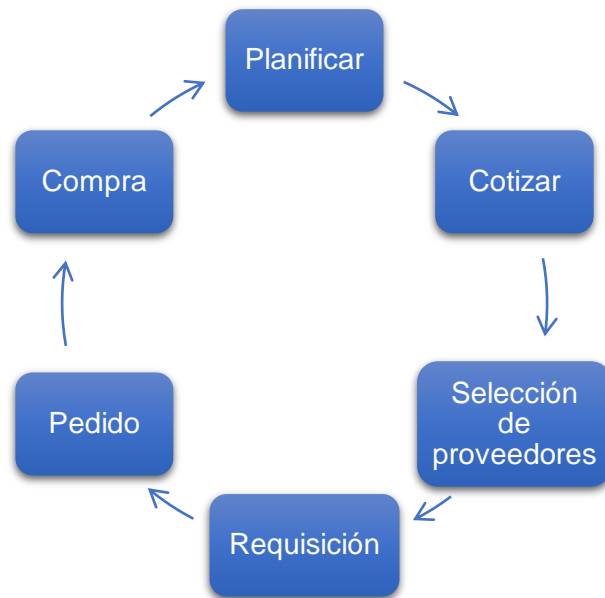 Planificar
Cotizar
Selección
de
proveedores
Requisición
Pedido
Compra